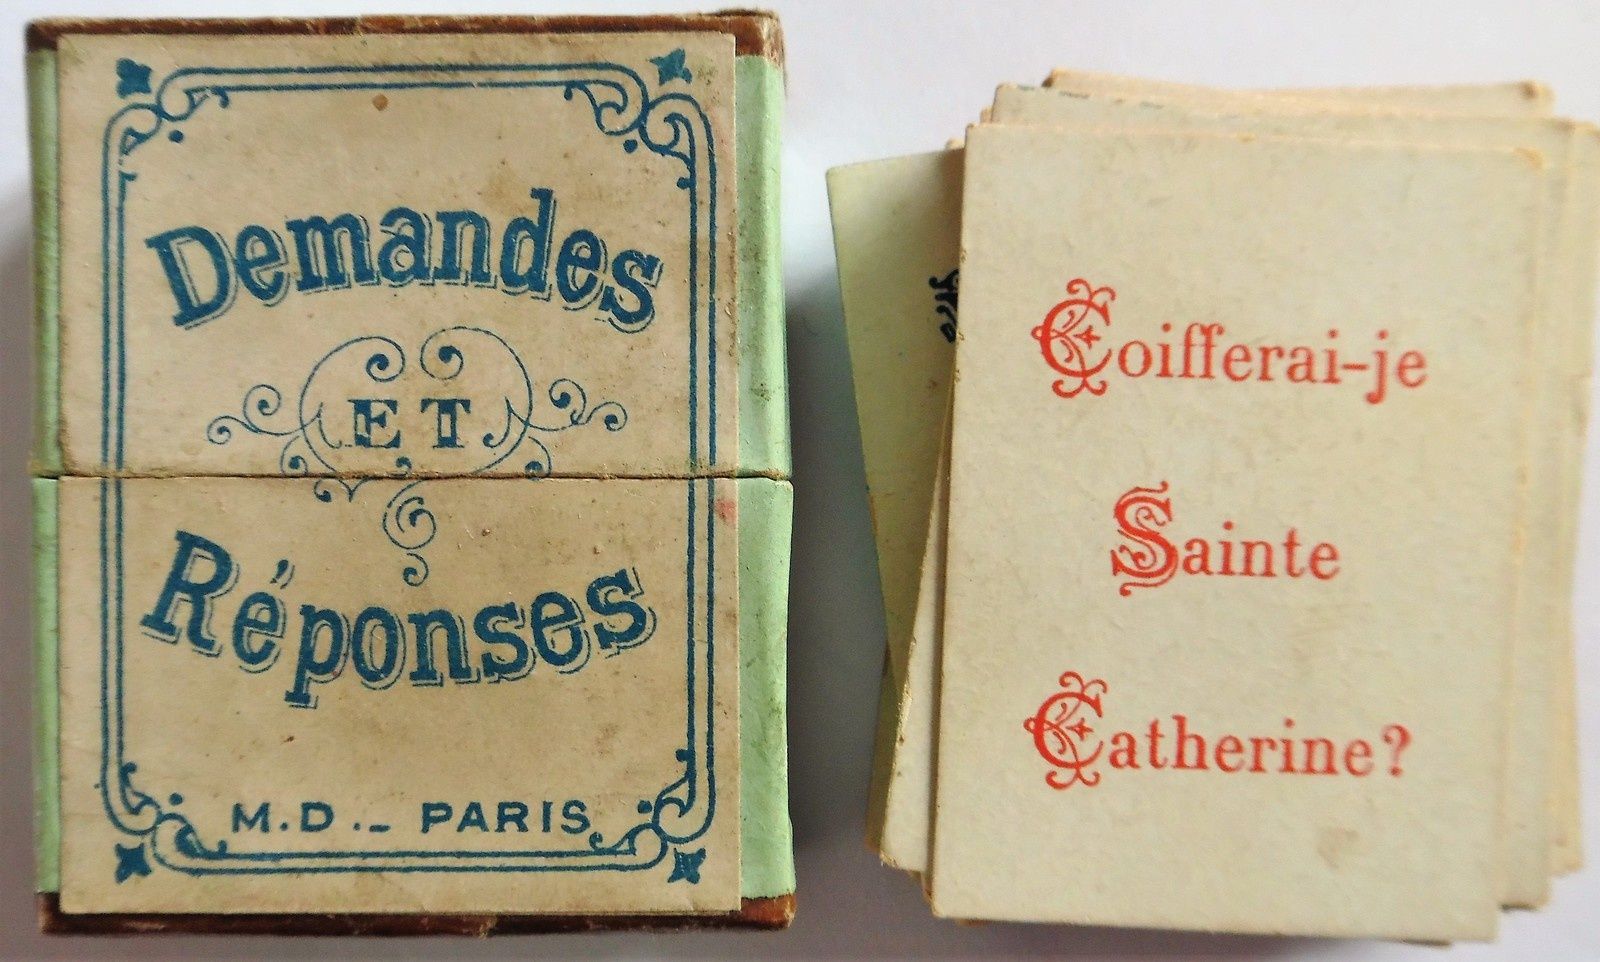 Demandes
ET
Réponses
M.D._ PARIS
Coifferai-je
Sainte
Catherine?